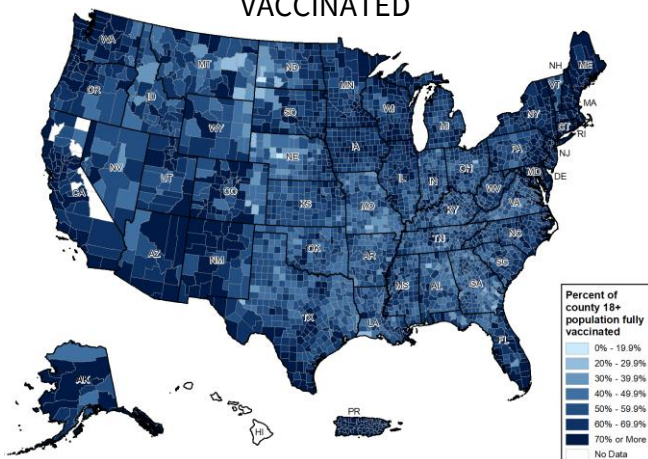 VACCINATED
WA
MT
ND
MN
OR
ID
SD
WI
MI
WY
NE
IA
NV
UT
CO
KS
MO
IL
IN
OH
CA
KY
WV
VA
PA
NY
NH
VT
ME
MA
CT
RI
NJ
MD
DE
AZ
NM
OK
AR
TN
NC
SC
MS
AL
GA
TX
LA
FL
AK
HI
PR
Percent of
county 18+
population fully
vaccinated
0% - 19.9%
20% - 29.9%
30% - 39.9%
40% - 49.9%
50% - 59.9%
60% - 69.9%
70% or More
No Data